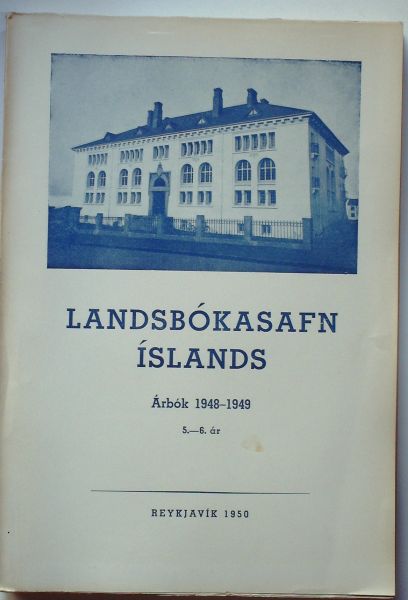 LANDSBÓKASAFN
ÍSLANDS
Árbók 1948-1949
5.—6. ár
REYKJAVÍK 1950